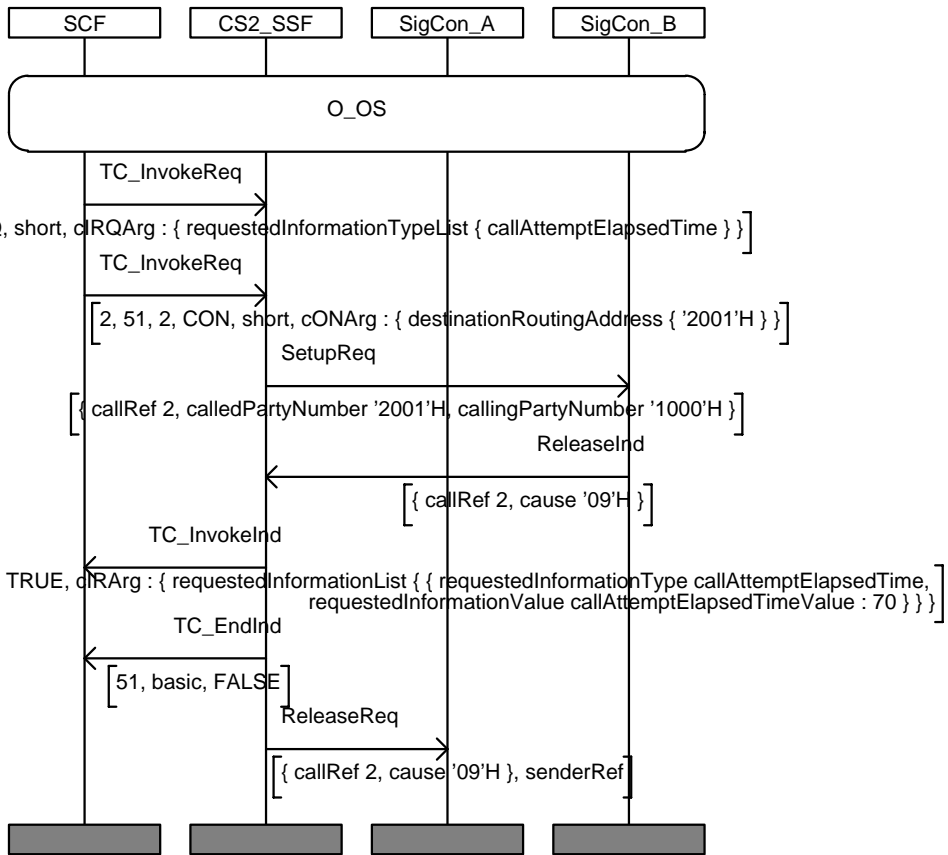 SCF CS2_SSF SigCon_A SigCon_B
O_OS
TC_InvokeReq
, short, cIRQArg : { requestedInformationTypeList { callAttemptElapsedTime } }
TC_InvokeReq
2, 51, 2, CON, short, cONArg : { destinationRoutingAddress { '2001'H } }
SetupReq
{ callRef 2, calledPartyNumber '2001'H, callingPartyNumber '1000'H }
ReleaseInd
{ callRef 2, cause '09'H }
TC_InvokeInd
TRUE, cIRArg : { requestedInformationList { { requestedInformationType callAttemptElapsedTime,
requestedInformationValue callAttemptElapsedTimeValue : 70 } } }
TC_EndInd
51, basic, FALSE
ReleaseReq
{ callRef 2, cause '09'H }, senderRef